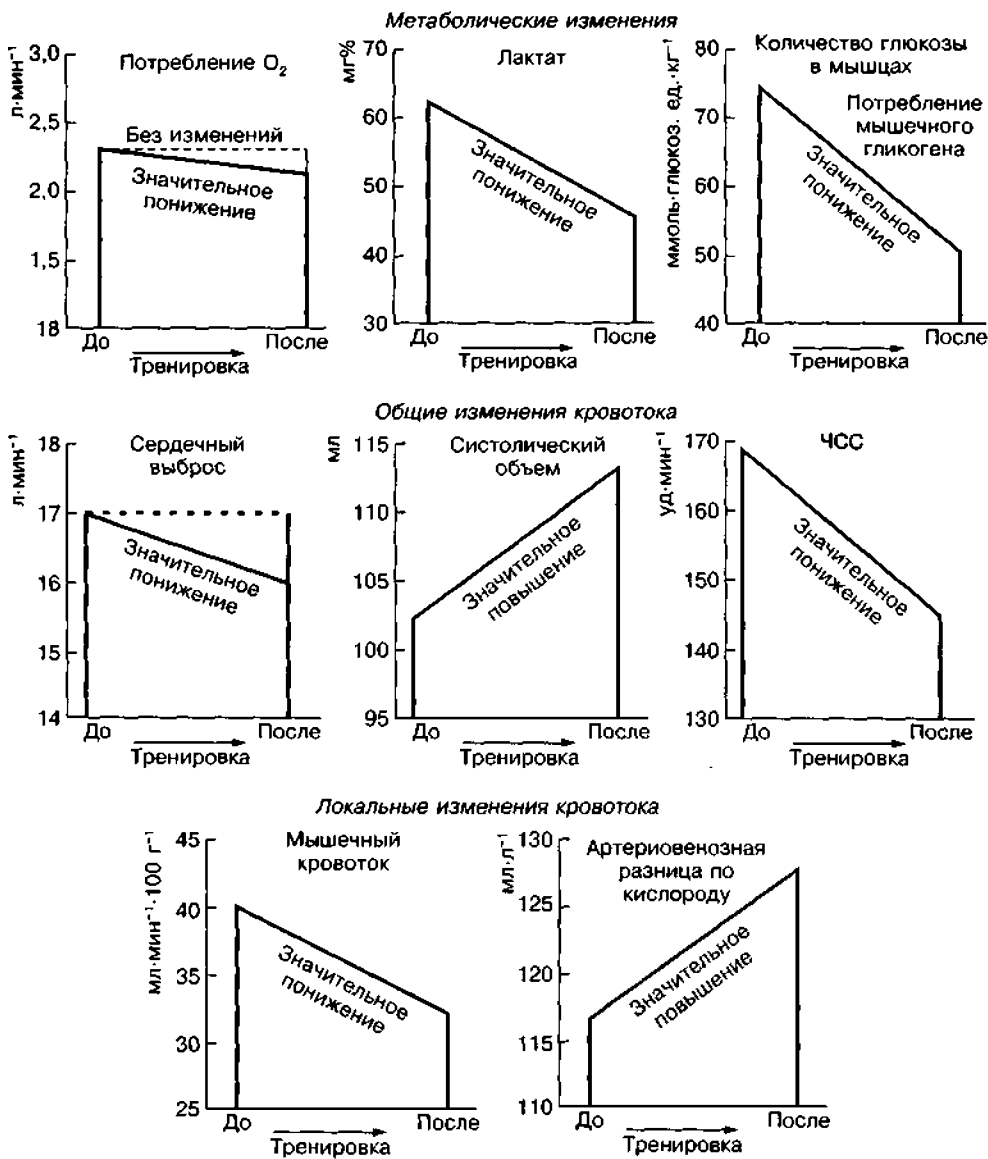 Метаболические изменения
л·мин⁻¹
3,0
2,5
2,0
1,5
18
Потребление O₂
Без изменений
Значительное
понижение
До
После
Трвнировка
мг%
70
60
50
40
30
Лактат
Значительное
понижение
До
После
Тренировка
ммоль·глюкоз. ед.·кг⁻¹
80
70
60
50
40
Количество глюкозы
в мышцах
Потребление
мышечного
гликогена
Значительное
понижение
До
После
Тренировка
Общие изменения кровотока
л·мин⁻¹
18
17
16
15
14
Сердечный
выброс
Значительное
понижение
До
После
Тренировка
мл
115
110
105
100
95
Систолический
объем
Значительное
повышение
До
После
Тренировка
уд·мин⁻¹
170
160
150
140
130
ЧСС
Значительное
понижение
До
После
Тренировка
Локальные изменения кровотока
мл·мин⁻¹·100 г⁻¹
45
40
35
30
25
Мышечный
кровоток
Значительное
понижение
До
После
Тренировка
мл·л⁻¹
130
125
120
115
110
Артериовенозная
разница по
кислороду
Значительное
повышение
До
После
Тренировка